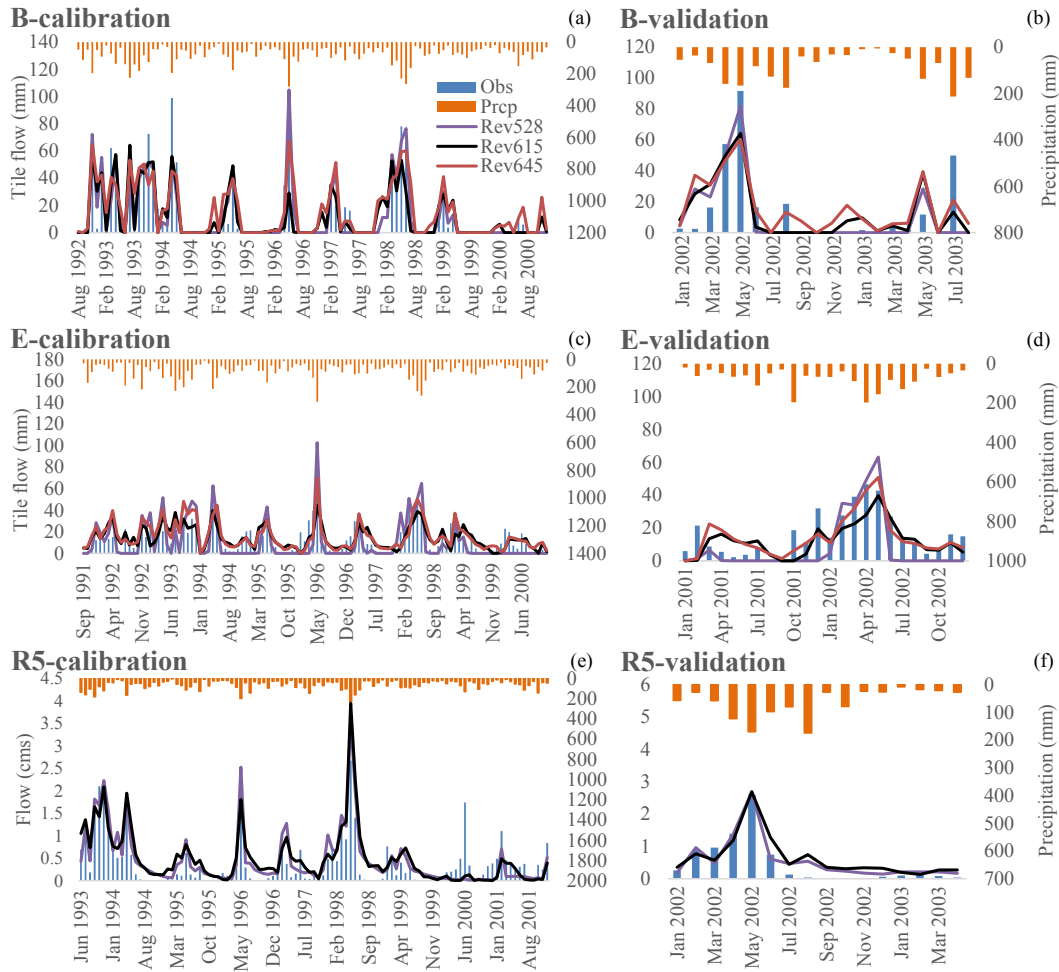 B-calibration
(a)
140
120
100
80
60
40
20
0
Tile flow (mm)
0
200
400
600
800
1000
1200
Obs
Prcp
Rev528
Rev615
Rev645
Aug 1992
Feb 1993
Aug 1993
Feb 1994
Aug 1994
Feb 1995
Aug 1995
Feb 1996
Aug 1996
Feb 1997
Aug 1997
Feb 1998
Aug 1998
Feb 1999
Aug 1999
Feb 2000
Aug 2000
B-validation
(b)
120
100
80
60
40
20
0
0
200
400
600
800
Precipitation (mm)
Jan 2002
Mar 2002
May 2002
Jul 2002
Sep 2002
Nov 2002
Jan 2003
Mar 2003
May 2003
Jul 2003
E-calibration
(c)
180
160
140
120
100
80
60
40
20
0
Tile flow (mm)
0
200
400
600
800
1000
1200
1400
Sep 1991
Apr 1992
Nov 1992
Jun 1993
Jan 1994
Aug 1994
Mar 1995
Oct 1995
May 1996
Dec 1996
Jul 1997
Feb 1998
Sep 1998
Apr 1999
Nov 1999
Jun 2000
E-validation
(d)
120
100
80
60
40
20
0
0
200
400
600
800
1000
Precipitation (mm)
Jan 2001
Apr 2001
Jul 2001
Oct 2001
Jan 2002
Apr 2002
Jul 2002
Oct 2002
R5-calibration
(e)
4.5
4
3.5
3
2.5
2
1.5
1
0.5
0
Flow (cms)
0
200
400
600
800
1000
1200
1400
1600
1800
2000
Jun 1993
Jan 1994
Aug 1994
Mar 1995
Oct 1995
May 1996
Dec 1996
Jul 1997
Feb 1998
Sep 1998
Apr 1999
Nov 1999
Jun 2000
Jan 2001
Aug 2001
R5-validation
(f)
6
5
4
3
2
1
0
0
100
200
300
400
500
600
700
Precipitation (mm)
Jan 2002
Mar 2002
May 2002
Jul 2002
Sep 2002
Nov 2002
Jan 2003
Mar 2003